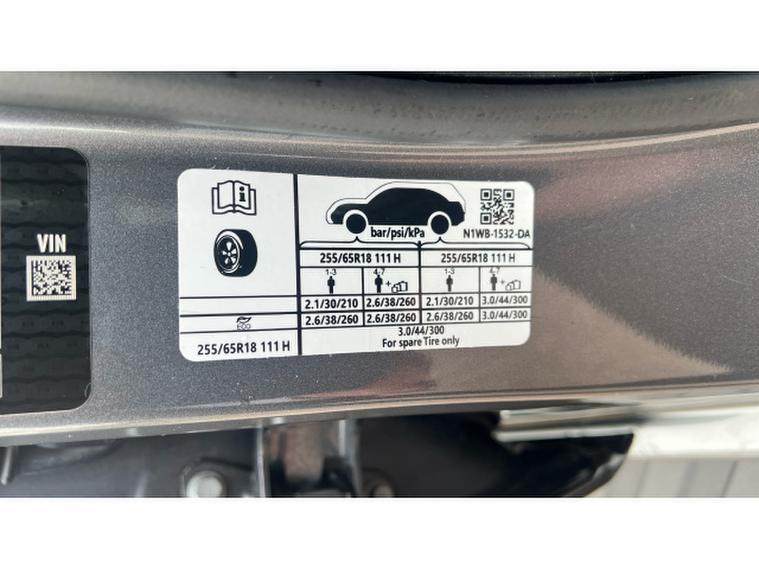 VIN
bar/psi/kPa
N1WB-1532-DA
255/65R18 111 H 255/65R18 111 H
1-3 4-7 1-3 4-7
2.1/30/210 2.6/38/260 2.1/30/210 3.0/44/300
ECO 2.6/38/260 2.6/38/260 2.6/38/260 3.0/44/300
255/65R18 111 H 3.0/44/300
For spare Tire only